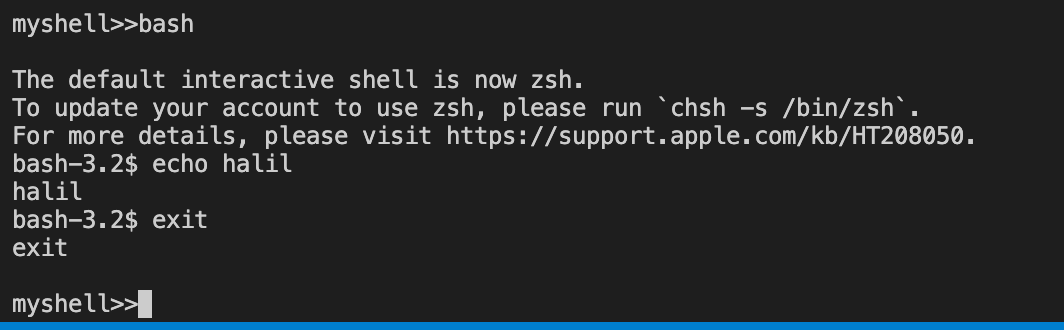 myshell>>bash
The default interactive shell is now zsh.
To update your account to use zsh, please run `chsh -s /bin/zsh`.
For more details, please visit https://support.apple.com/kb/HT208050.
bash-3.2$ echo halil
halil
bash-3.2$ exit
exit
myshell>>